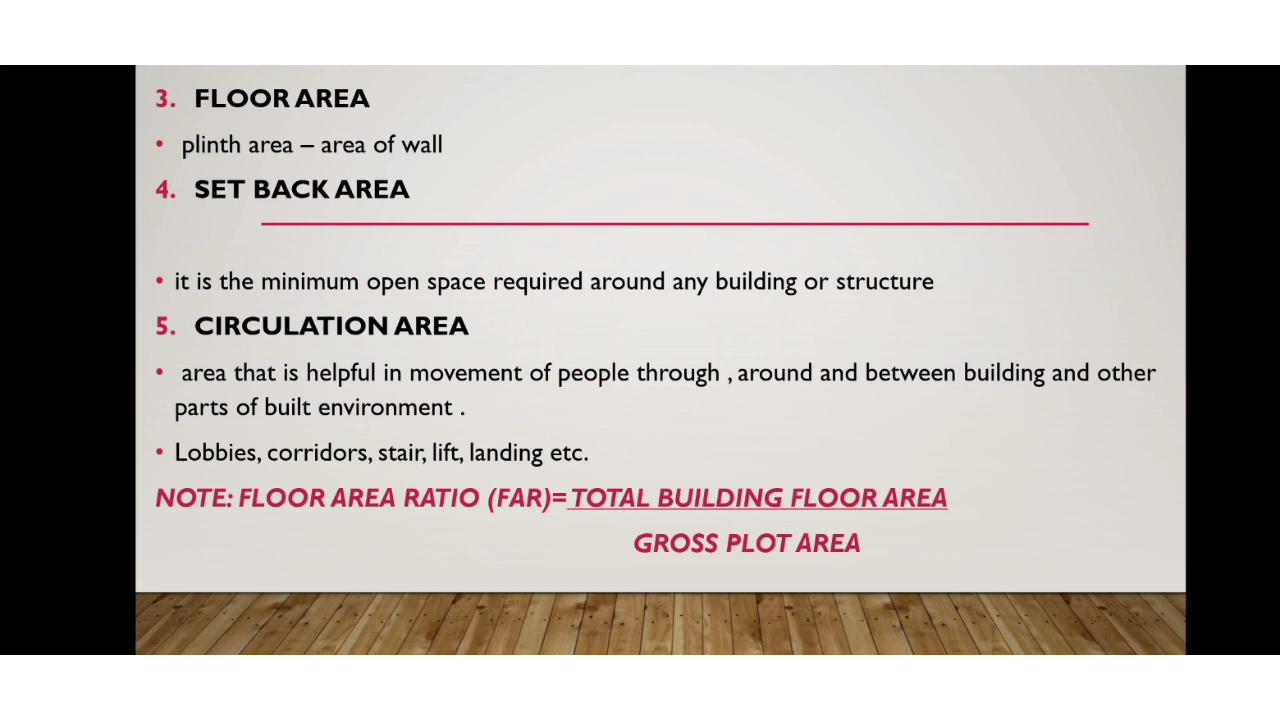 3. FLOOR AREA
• plinth area – area of wall
4. SET BACK AREA
• it is the minimum open space required around any building or structure
5. CIRCULATION AREA
• area that is helpful in movement of people through , around and between building and other
parts of built environment .
• Lobbies, corridors, stair, lift, landing etc.
NOTE: FLOOR AREA RATIO (FAR)= TOTAL BUILDING FLOOR AREA
GROSS PLOT AREA